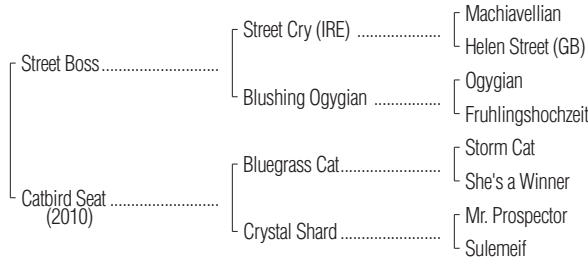 Machiavellian
Street Cry (IRE) ..................
Helen Street (GB)
Street Boss .........................
Ogygian
Blushing Ogygian ..............
Fruhlingshochzeit
Storm Cat
Bluegrass Cat .....................
She's a Winner
Catbird Seat .......................
(2010)
Mr. Prospector
Crystal Shard .....................
Sulemeif